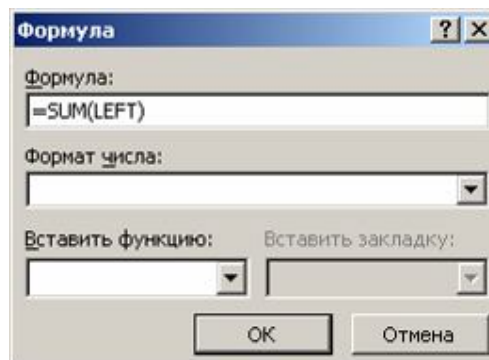 Формула
Формула:
=SUM(LEFT)
Формат числа:
Вставить функцию: Вставить закладку:
ОК Отмена